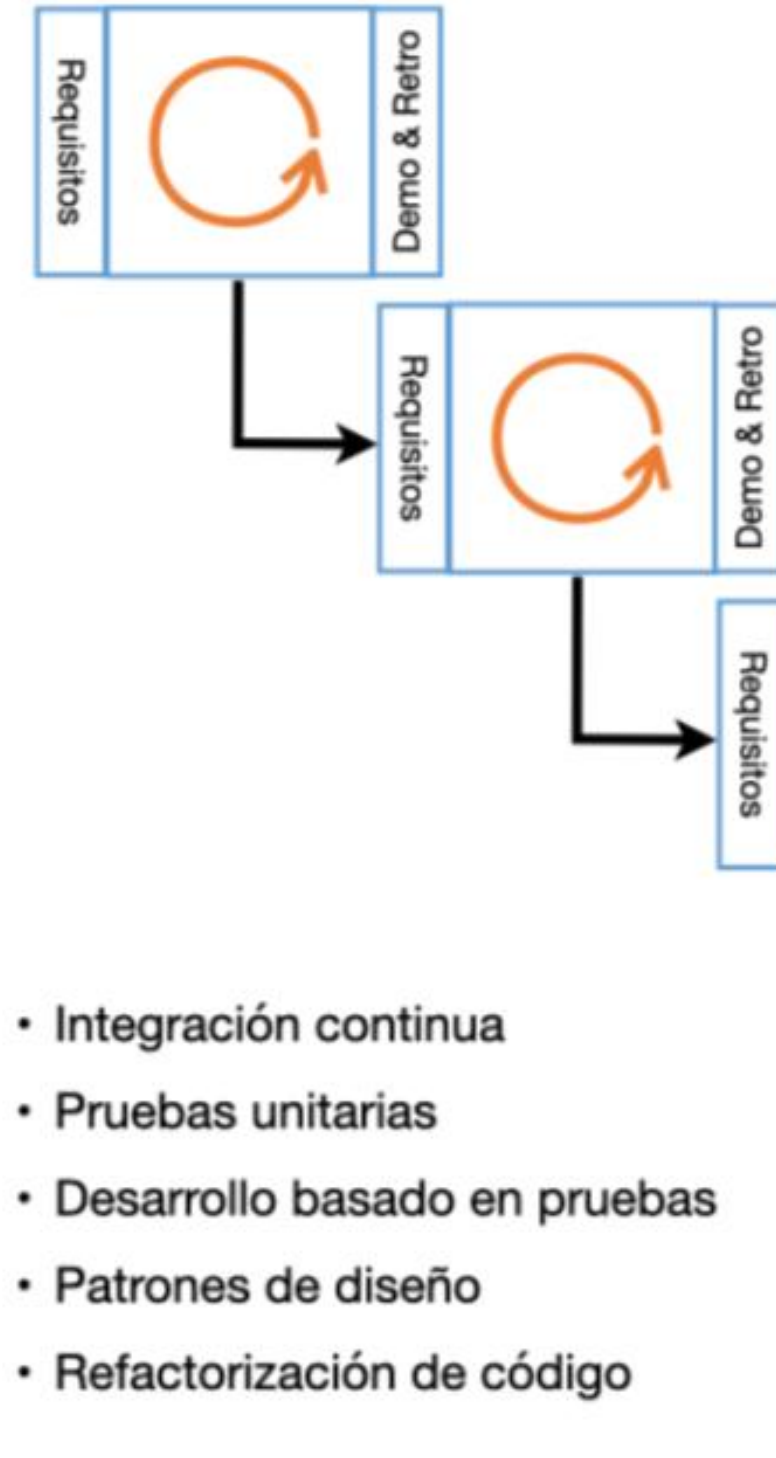 Requisitos
Demo & Retro
Requisitos
Demo & Retro
Requisitos
• Integración continua
• Pruebas unitarias
• Desarrollo basado en pruebas
• Patrones de diseño
• Refactorización de código